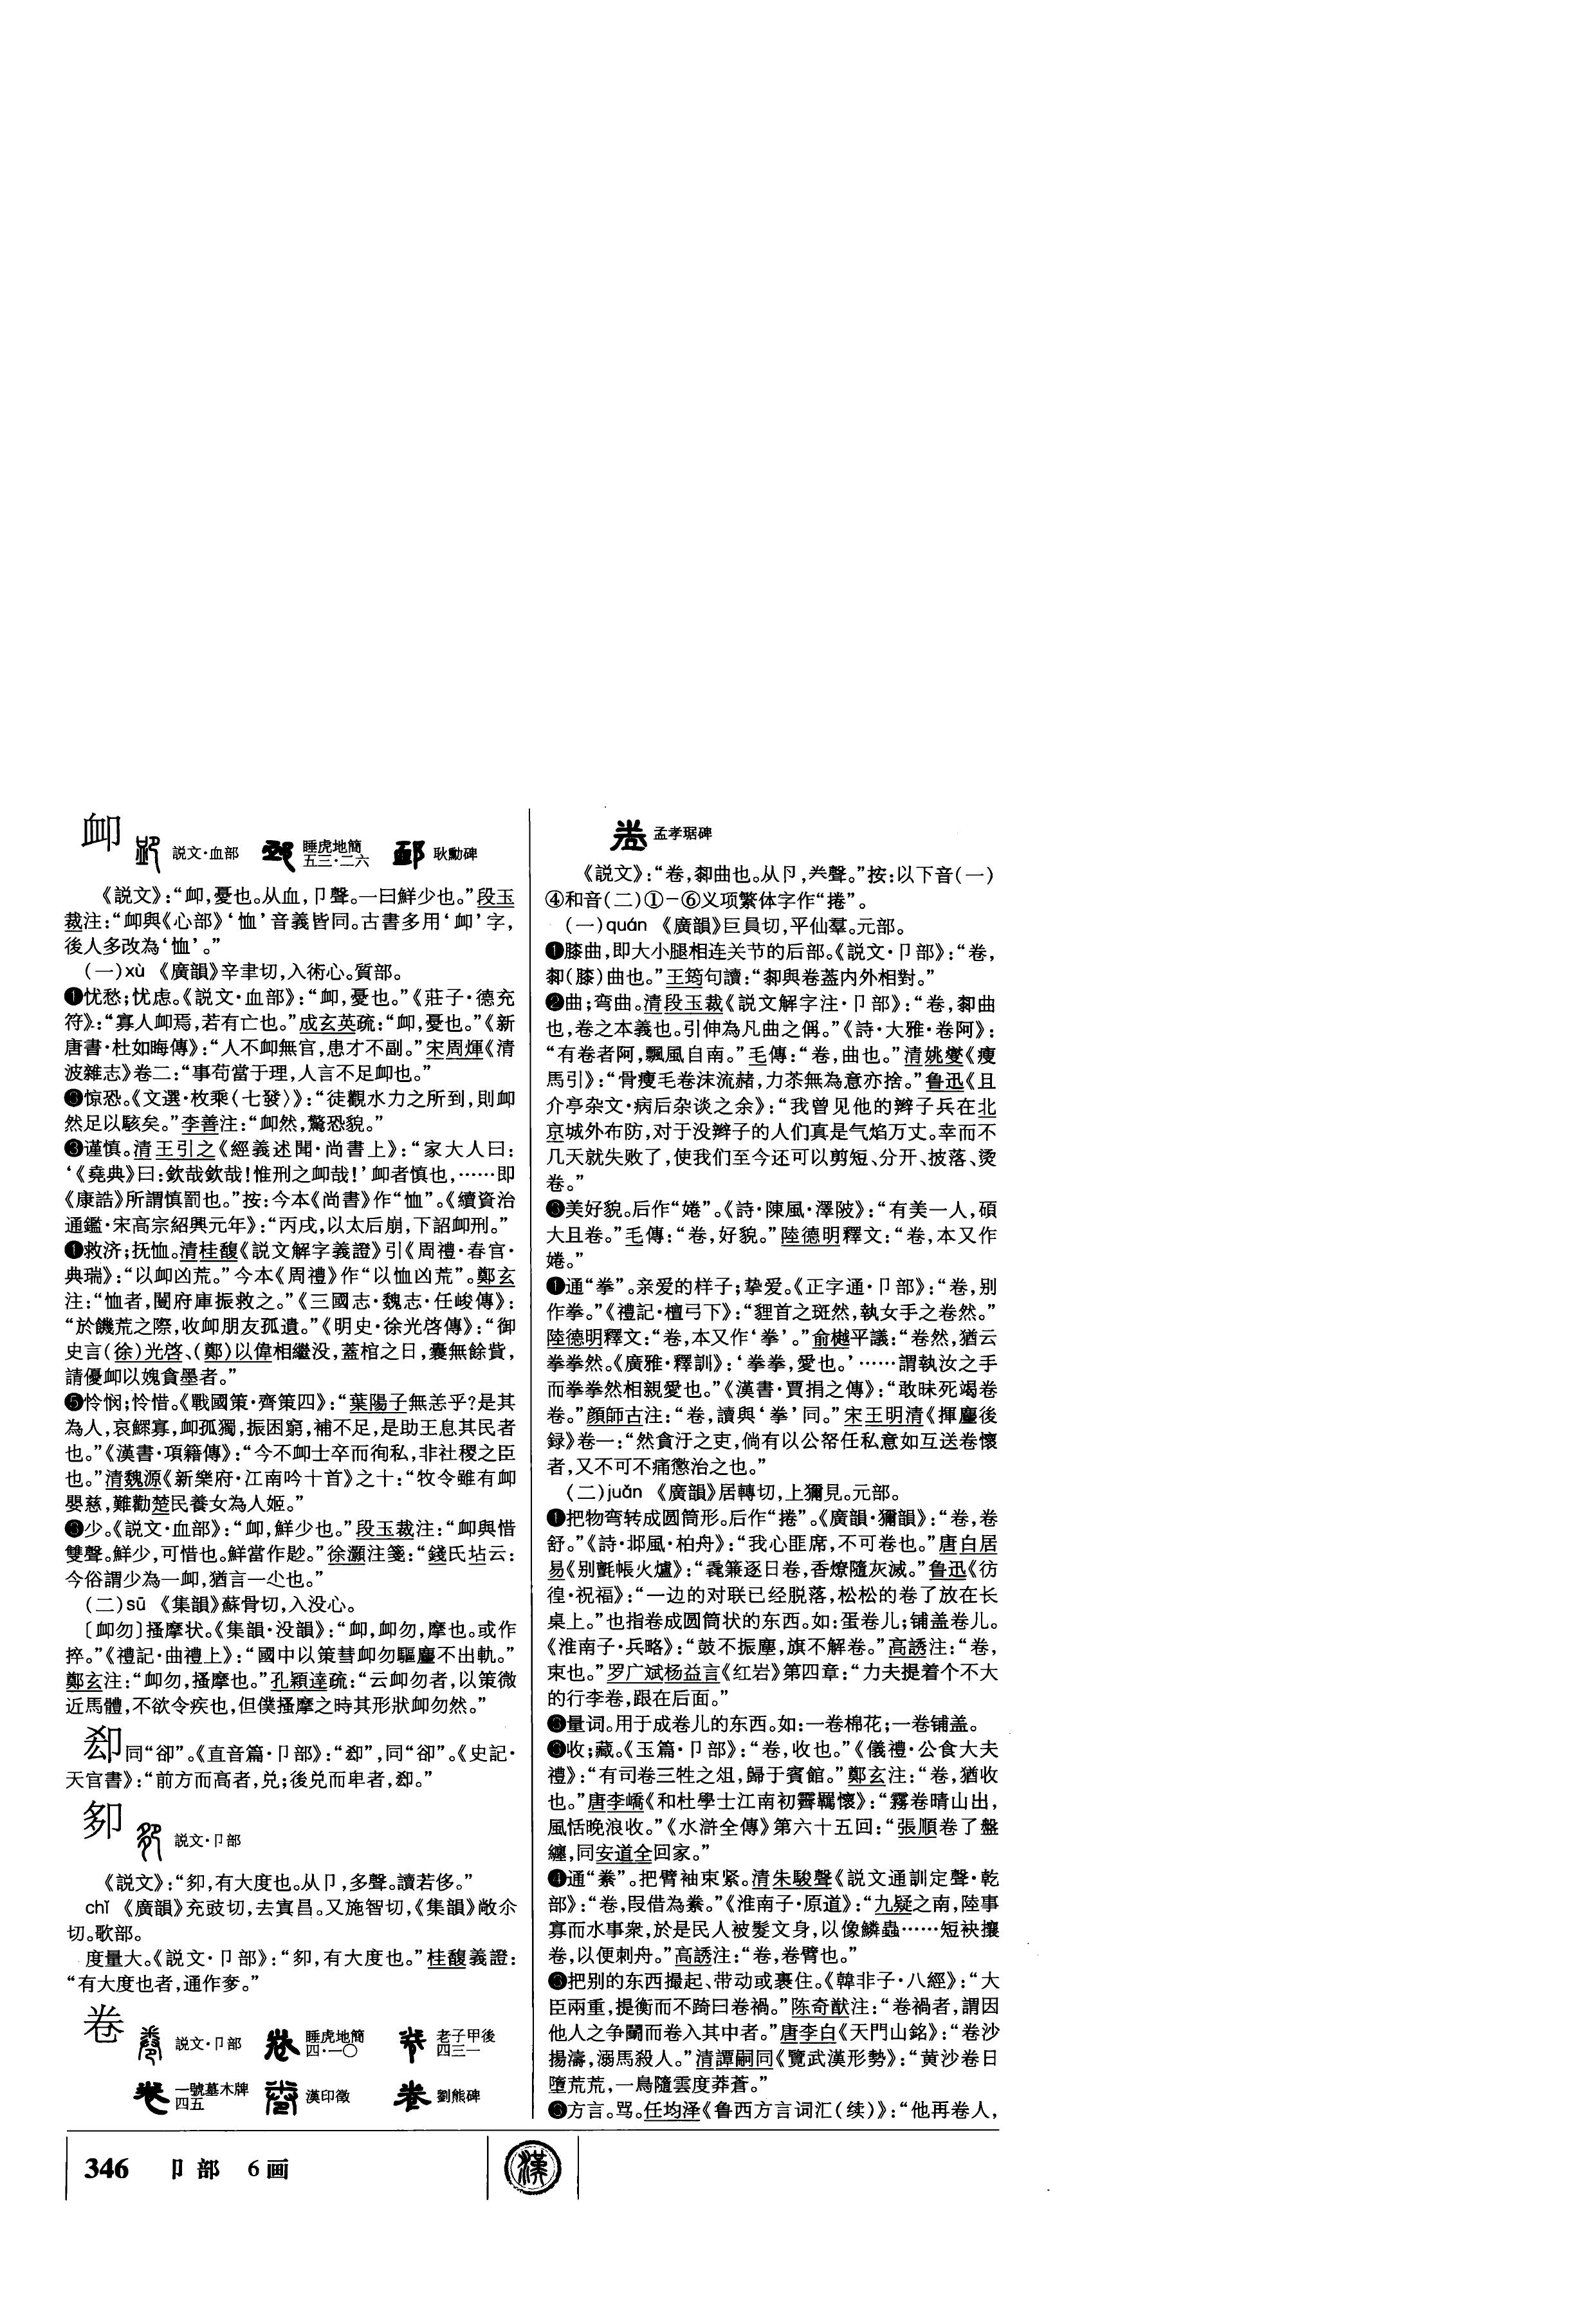 卹
説文·血部 睡虎地簡五三·二六 耿勳碑
《説文》：“卹，憂也。从血，卩聲。一曰鮮少也。”段玉
裁注：“卹與《心部》‘恤’音義皆同。古書多用‘卹’字，
後人多改為‘恤’。”
（一）xù 《廣韻》辛聿切，入術心。質部。
❶忧愁；忧虑。《説文·血部》：“卹，憂也。”《莊子·德充
符》：“寡人卹焉，若有亡也。”成玄英疏：“卹，憂也。”《新
唐書·杜如晦傳》：“人不卹無官，患才不副。”宋周煇《清
波雜志》卷二：“事苟當于理，人言不足卹也。”
惊恐。《文選·枚乘〈七發〉》：“徒觀水力之所到，則卹
然足以駭矣。”李善注：“卹然，驚恐貌。”
❸谨慎。清王引之《經義述聞·尚書上》：“家大人曰：
‘《堯典》曰：欽哉欽哉！惟刑之卹哉！’卹者慎也，……即
《康誥》所謂慎罰也。”按：今本《尚書》作“恤”。《續資治
通鑑·宋高宗紹興元年》：“丙戌，以太后崩，下詔卹刑。”
救济；抚恤。清桂馥《説文解字義證》引《周禮·春官·
典瑞》：“以卹凶荒。”今本《周禮》作“以恤凶荒”。鄭玄
注：“恤者，闓府庫振救之。”《三國志·魏志·任峻傳》：
“於饑荒之際，收卹朋友孤遺。”《明史·徐光啓傳》：“御
史言（徐）光啓、（鄭）以偉相繼没，蓋棺之日，囊無餘貲，
請優卹以媿貪墨者。”
❺怜悯；怜惜。《戰國策·齊策四》：“葉陽子無恙乎？是其
為人，哀鰥寡，卹孤獨，振困窮，補不足，是助王息其民者
也。”《漢書·項籍傳》：“今不卹士卒而徇私，非社稷之臣
也。”清魏源《新樂府·江南吟十首》之十：“牧令雖有卹
嬰慈，難勸楚民養女為人姬。”
少。《説文·血部》：“卹，鮮少也。”段玉裁注：“卹與惜
雙聲。鮮少，可惜也。鮮當作尟。”徐灝注箋：“錢氏坫云：
今俗謂少為一卹，猶言一尐也。”
（二）sū 《集韻》蘇骨切，入没心。
〔卹勿〕搔摩状。《集韻·没韻》：“卹，卹勿，摩也。或作
捽。”《禮記·曲禮上》：“國中以策彗卹勿驅塵不出軌。”
鄭玄注：“卹勿，搔摩也。”孔穎達疏：“云卹勿者，以策微
近馬體，不欲令疾也，但僕搔摩之時其形狀卹勿然。”
卻同“卻”。《直音篇·卩部》：“㕁”，同“卻”。《史記·
天官書》：“前方而高者，兑；後兑而卑者，㕁。”
卶
説文·卩部
《説文》：“卶，有大度也。从卩，多聲。讀若侈。”
chǐ 《廣韻》充豉切，去寘昌。又施智切，《集韻》敞尒
切。歌部。
度量大。《説文·卩部》：“卶，有大度也。”桂馥義證：
“有大度也者，通作奓。”
卷
説文·卩部 睡虎地簡四·一〇 老子甲後四三一
一號墓木牌四五 漢印徵 劉熊碑
孟孝琚碑
《説文》：“卷，厀曲也。从卩，𢍏聲。”按：以下音（一）
④和音（二）①－⑥义项繁体字作“捲”。
（一）quán 《廣韻》巨員切，平仙羣。元部。
❶膝曲，即大小腿相连关节的后部。《説文·卩部》：“卷，
厀（膝）曲也。”王筠句讀：“厀與卷蓋内外相對。”
❷曲；弯曲。清段玉裁《説文解字注·卩部》：“卷，厀曲
也，卷之本義也。引伸為凡曲之偁。”《詩·大雅·卷阿》：
“有卷者阿，飄風自南。”毛傳：“卷，曲也。”清姚燮《瘦
馬引》：“骨瘦毛卷沫流赭，力苶無為意亦捨。”鲁迅《且
介亭杂文·病后杂谈之余》：“我曾见他的辫子兵在北
京城外布防，对于没辫子的人们真是气焰万丈。幸而不
几天就失败了，使我们至今还可以剪短、分开、披落、烫
卷。”
美好貌。后作“婘”。《詩·陳風·澤陂》：“有美一人，碩
大且卷。”毛傳：“卷，好貌。”陸德明釋文：“卷，本又作
婘。”
通“拳”。亲爱的样子；挚爱。《正字通·卩部》：“卷，别
作拳。”《禮記·檀弓下》：“貍首之斑然，執女手之卷然。”
陸德明釋文：“卷，本又作‘拳’。”俞樾平議：“卷然，猶云
拳拳然。《廣雅·釋訓》：‘拳拳，愛也。’……謂執汝之手
而拳拳然相親愛也。”《漢書·賈捐之傳》：“敢昧死竭卷
卷。”顔師古注：“卷，讀與‘拳’同。”宋王明清《揮麈後
録》卷一：“然貪汙之吏，倘有以公帑任私意如互送卷懷
者，又不可不痛懲治之也。”
（二）juǎn 《廣韻》居轉切，上獮見。元部。
❶把物弯转成圆筒形。后作“捲”。《廣韻·獮韻》：“卷，卷
舒。”《詩·邶風·柏舟》：“我心匪席，不可卷也。”唐白居
易《别氈帳火爐》：“毳簾逐日卷，香燎隨灰滅。”鲁迅《彷
徨·祝福》：“一边的对联已经脱落，松松的卷了放在长
桌上。”也指卷成圆筒状的东西。如：蛋卷儿；铺盖卷儿。
《淮南子·兵略》：“鼓不振塵，旗不解卷。”高誘注：“卷，
束也。”罗广斌杨益言《红岩》第四章：“力夫提着个不大
的行李卷，跟在后面。”
量词。用于成卷儿的东西。如：一卷棉花；一卷铺盖。
收；藏。《玉篇·卩部》：“卷，收也。”《儀禮·公食大夫
禮》：“有司卷三牲之俎，歸于賓館。”鄭玄注：“卷，猶收
也。”唐李嶠《和杜學士江南初霽羈懷》：“霧卷晴山出，
風恬晚浪收。”《水滸全傳》第六十五回：“張順卷了盤
纏，同安道全回家。”
❹通“絭”。把臂袖束紧。清朱駿聲《説文通訓定聲·乾
部》：“卷，叚借為絭。”《淮南子·原道》：“九疑之南，陸事
寡而水事衆，於是民人被髮文身，以像鱗蟲……短袂攘
卷，以便刺舟。”高誘注：“卷，卷臂也。”
把别的东西撮起、带动或裹住。《韓非子·八經》：“大
臣兩重，提衡而不踦曰卷禍。”陈奇猷注：“卷禍者，謂因
他人之争鬭而卷入其中者。”唐李白《天門山銘》：“卷沙
揚濤，溺馬殺人。”清譚嗣同《覽武漢形勢》：“黄沙卷日
墮荒荒，一鳥隨雲度莽蒼。”
方言。骂。任均泽《鲁西方言词汇（续）》：“他再卷人，
346 卩部 6画
漢